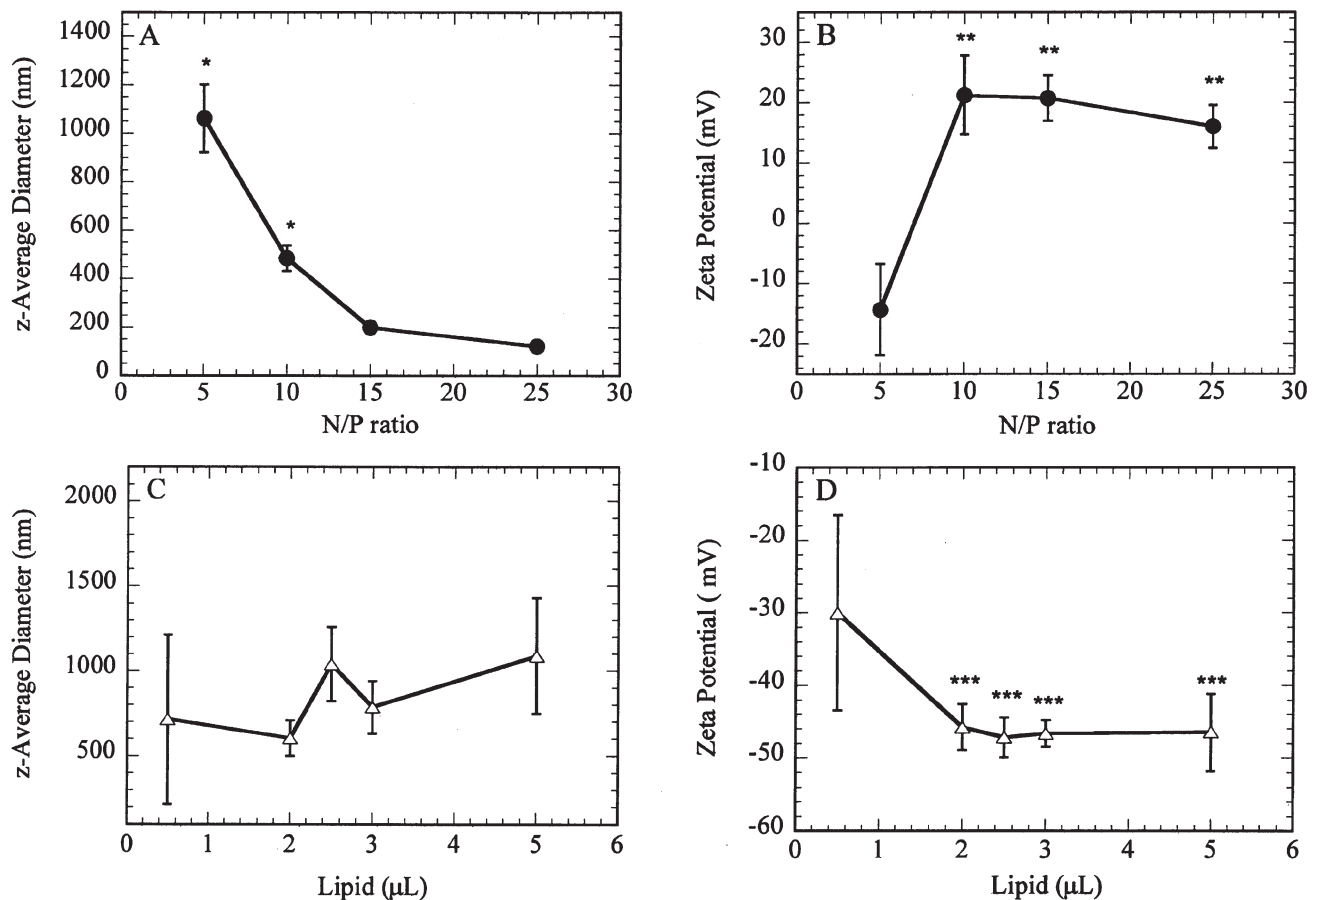 A
1400
1200
1000
800
600
400
200
0
*
*
0 5 10 15 20 25 30
N/P ratio
z-Average Diameter (nm)
B
30
20
10
0
-10
-20
** ** **
0 5 10 15 20 25 30
N/P ratio
Zeta Potential (mV)
C
2000
1500
1000
500
0 1 2 3 4 5 6
Lipid (μL)
z-Average Diameter (nm)
D
-10
-20
-30
-40
-50
-60
*** *** *** ***
0 1 2 3 4 5 6
Lipid (μL)
Zeta Potential ( mV)